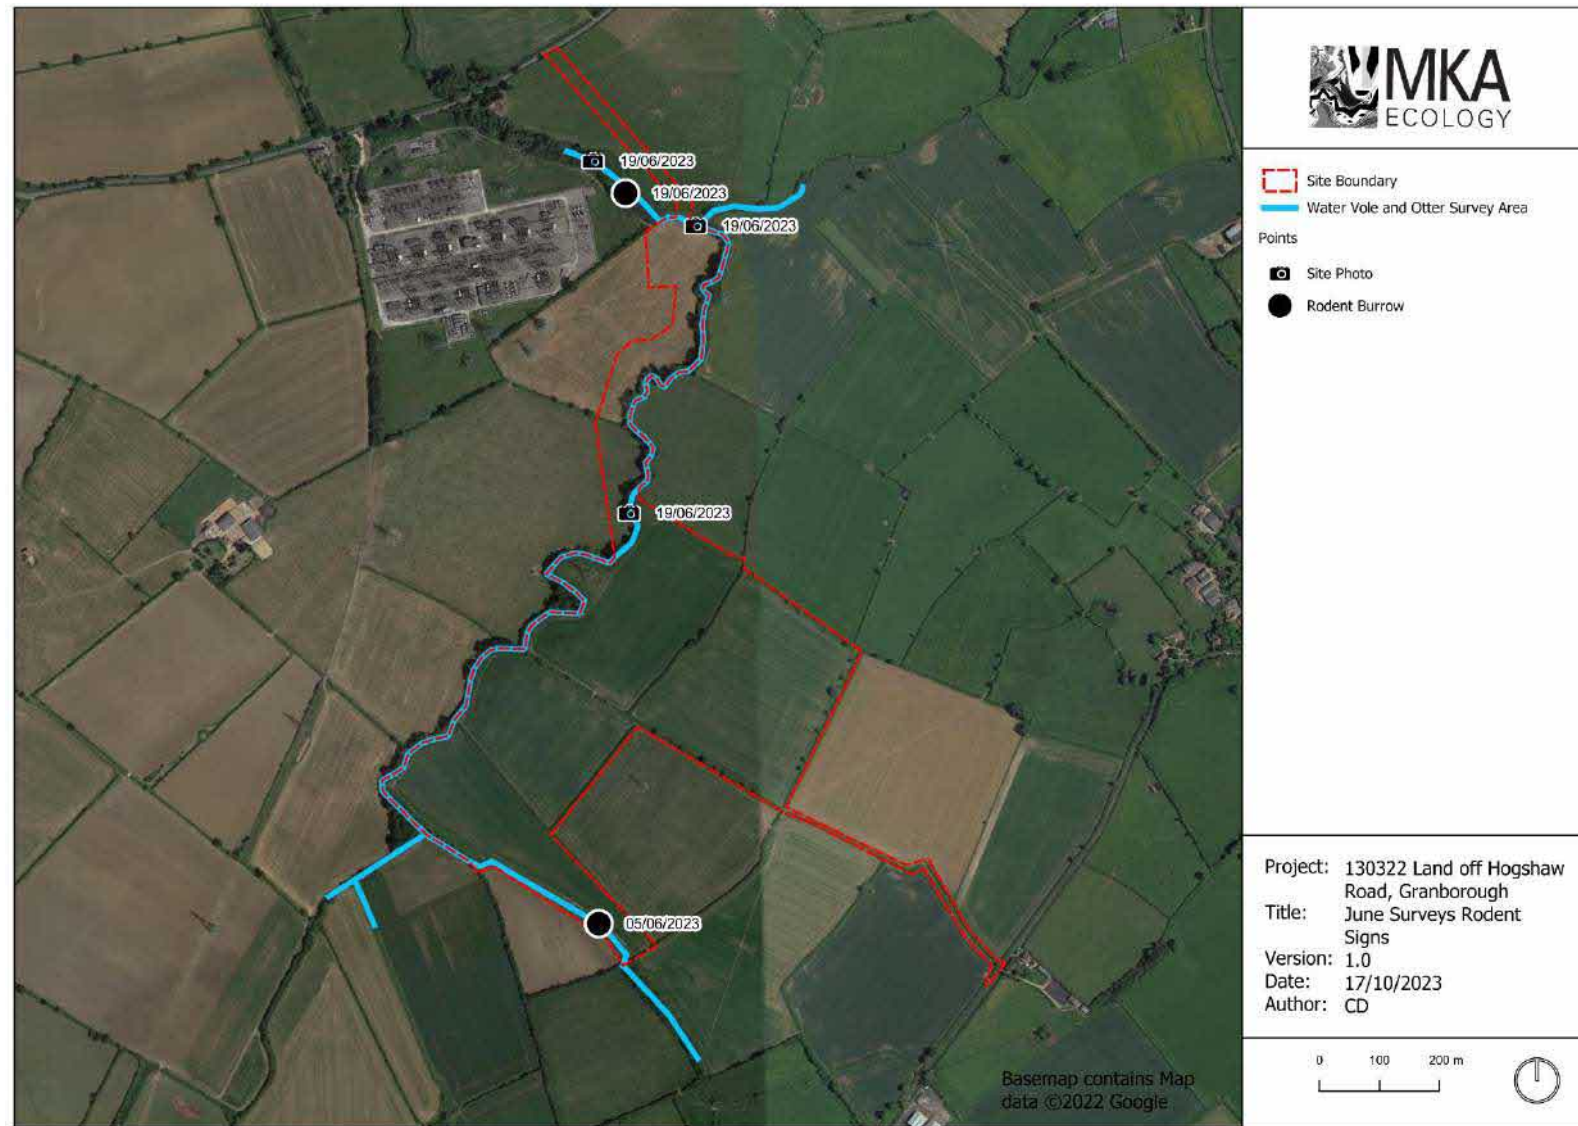 MKA
ECOLOGY
Site Boundary
Water Vole and Otter Survey Area
Points
Site Photo
Rodent Burrow
19/06/2023
19/06/2023
19/06/2023
19/06/2023
05/06/2023
Basemap contains Map
data ©2022 Google
Project: 130322 Land off Hogshaw
Road, Granborough
Title: June Surveys Rodent
Signs
Version: 1.0
Date: 17/10/2023
Author: CD
0 100 200 m